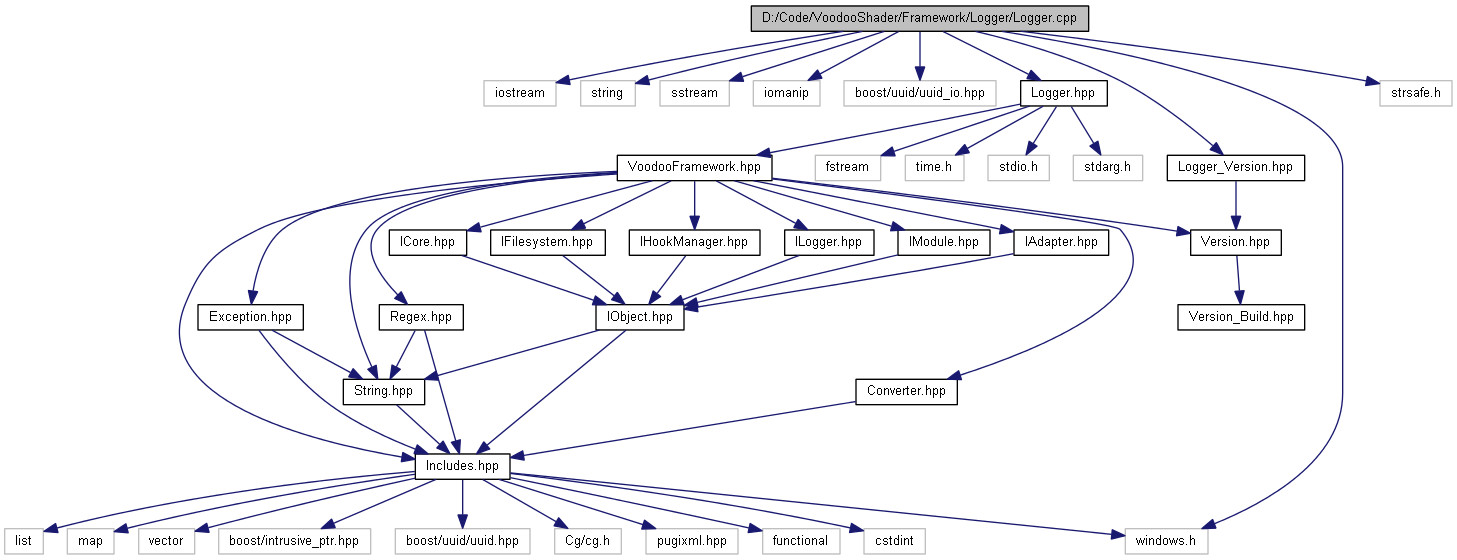 D:/Code/VoodooShader/Framework/Logger/Logger.cpp
iostream
string
sstream
iomanip
boost/uuid/uuid_io.hpp
Logger.hpp
strsafe.h
VoodooFramework.hpp
fstream
time.h
stdio.h
stdarg.h
Logger_Version.hpp
ICore.hpp
IFilesystem.hpp
IHookManager.hpp
ILogger.hpp
IModule.hpp
IAdapter.hpp
Version.hpp
Exception.hpp
Regex.hpp
IObject.hpp
Version_Build.hpp
String.hpp
Converter.hpp
Includes.hpp
list
map
vector
boost/intrusive_ptr.hpp
boost/uuid/uuid.hpp
Cg/cg.h
pugixml.hpp
functional
cstdint
windows.h